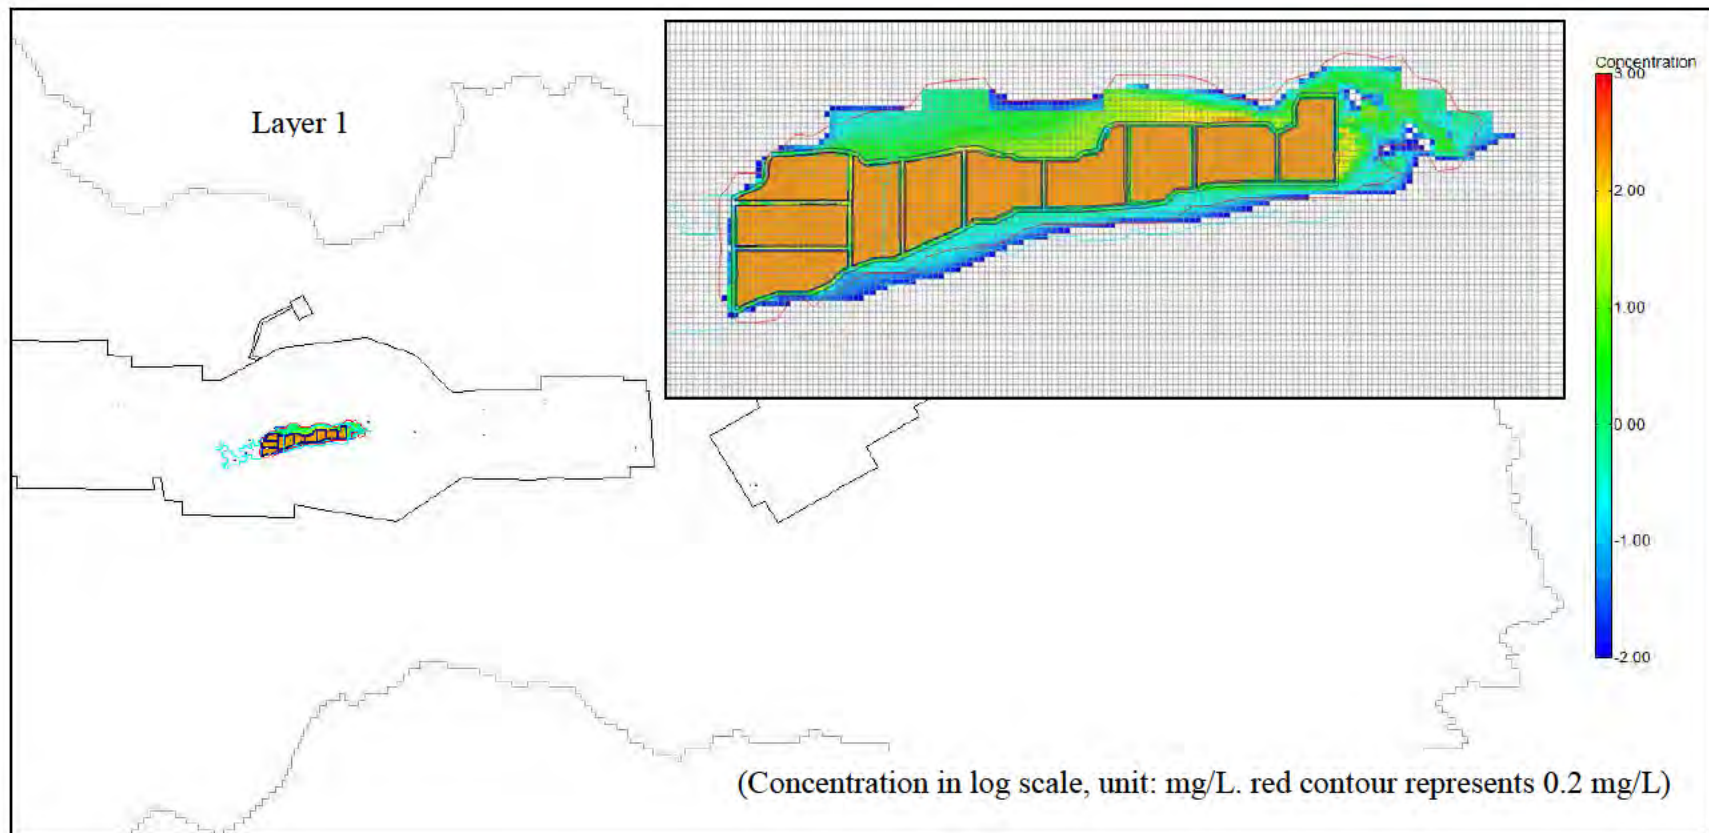 Layer 1
Concentration
3.00
2.00
1.00
0.00
-1.00
-2.00
(Concentration in log scale, unit: mg/L. red contour represents 0.2 mg/L)